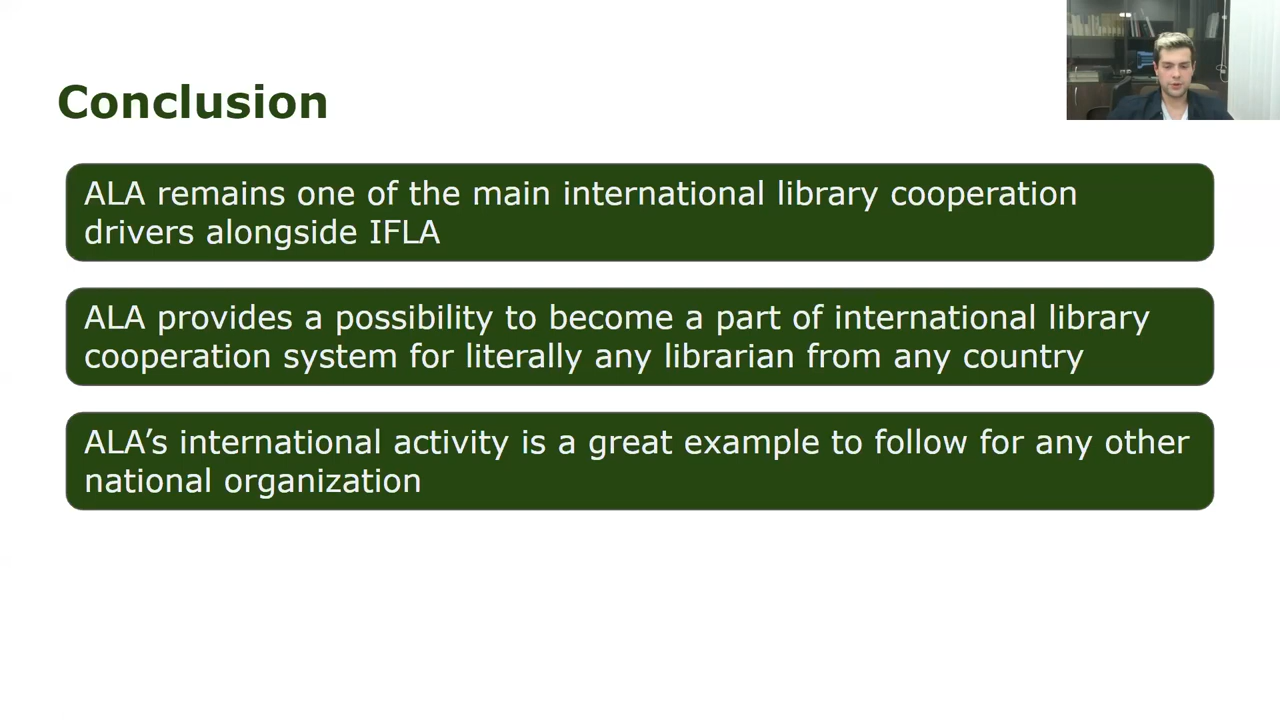 Conclusion
ALA remains one of the main international library cooperation
drivers alongside IFLA
ALA provides a possibility to become a part of international library
cooperation system for literally any librarian from any country
ALA’s international activity is a great example to follow for any other
national organization